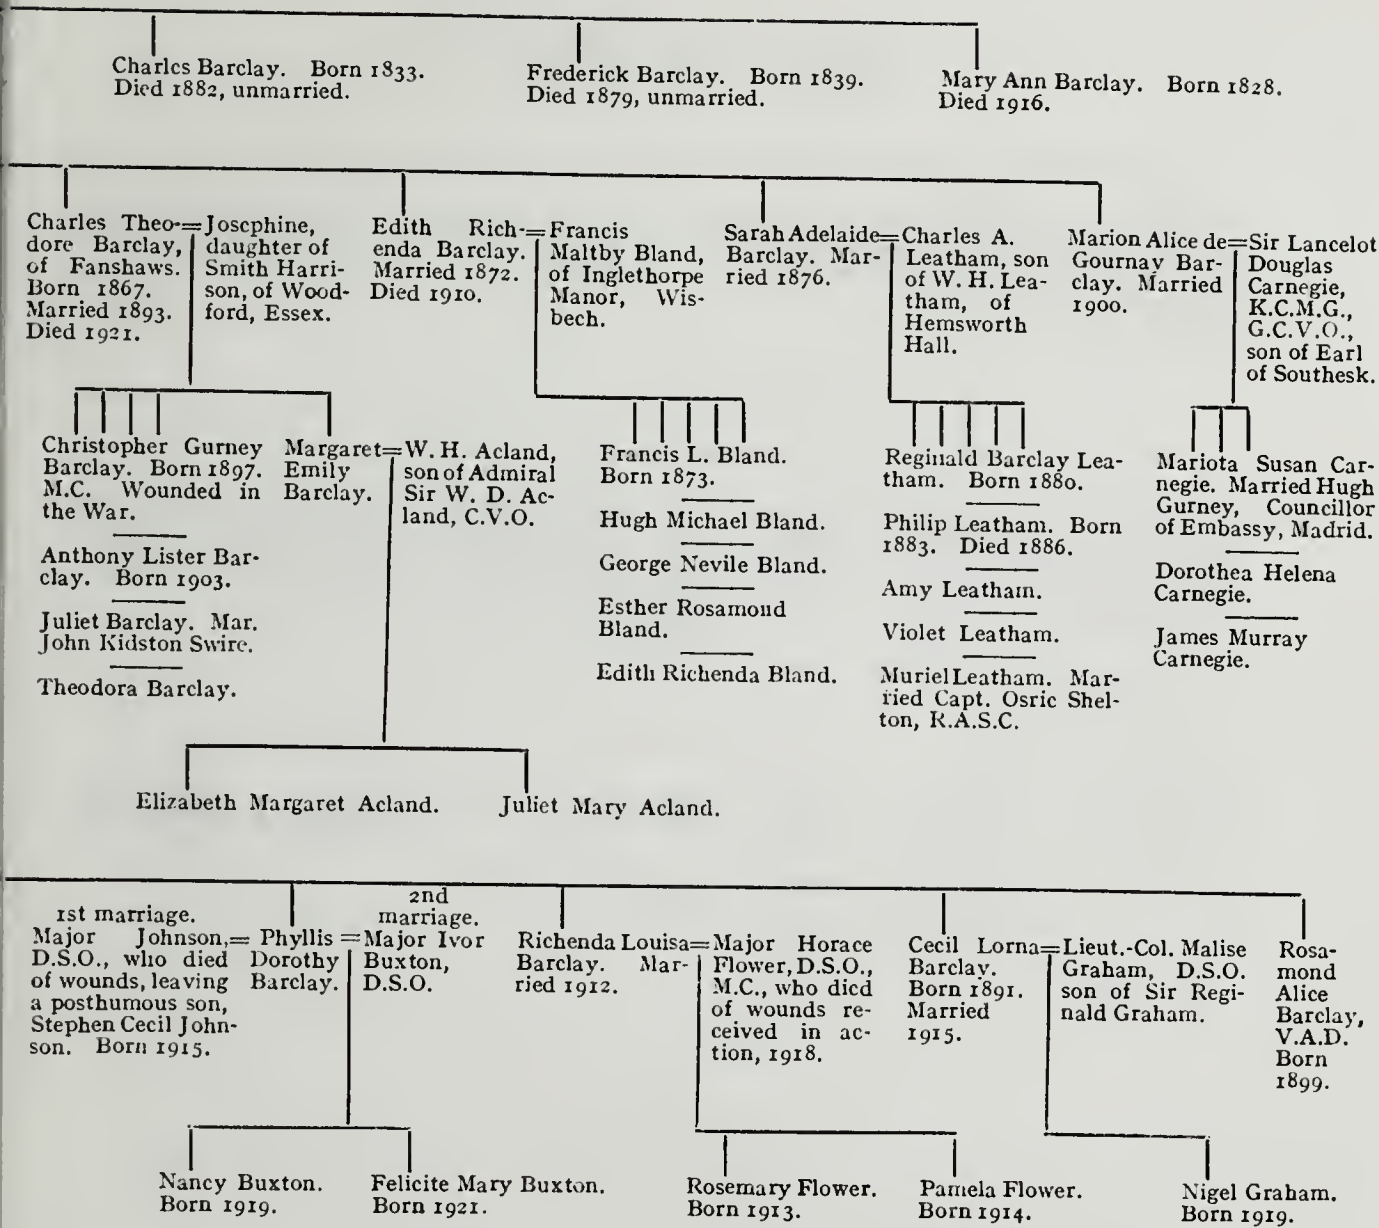 Charles Barclay. Born 1833.
Died 1882, unmarried.
Frederick Barclay. Born 1839.
Died 1879, unmarried.
Mary Ann Barclay. Born 1828.
Died 1916.
Charles Theo-=
dore Barclay,
of Fanshaws.
Born 1867.
Married 1893.
Died 1921.
Josephine,
daughter of
Smith Harri-
son, of Wood-
ford, Essex.
Edith Rich-=
enda Barclay.
Married 1872.
Died 1910.
Francis
Maltby Bland,
of Inglethorpe
Manor, Wis-
bech.
Sarah Adelaide=
Barclay. Mar-
ried 1876.
Charles A.
Leatham, son
of W. H. Lea-
tham, of
Hemsworth
Hall.
Marion Alice de=
Gournay Bar-
clay. Married
1900.
Sir Lancelot
Douglas
Carnegie,
K.C.M.G.,
G.C.V.O.,
son of Earl
of Southesk.
Christopher Gurney
Barclay. Born 1897.
M.C. Wounded in
the War.
Anthony Lister Bar-
clay. Born 1903.
Juliet Barclay. Mar.
John Kidston Swire.
Theodora Barclay.
Margaret=
Emily
Barclay.
W. H. Acland,
son of Admiral
Sir W. D. Ac-
land, C.V.O.
Francis L. Bland.
Born 1873.
Hugh Michael Bland.
George Nevile Bland.
Esther Rosamond
Bland.
Edith Richenda Bland.
Reginald Barclay Lea-
tham. Born 1880.
Philip Leatham. Born
1883. Died 1886.
Amy Leatham.
Violet Leatham.
Muriel Leatham. Mar-
ried Capt. Osric Shel-
ton, R.A.S.C.
Mariota Susan Car-
negie. Married Hugh
Gurney, Councillor
of Embassy, Madrid.
Dorothea Helena
Carnegie.
James Murray
Carnegie.
Elizabeth Margaret Acland.
Juliet Mary Acland.
1st marriage.
Major Johnson,=
D.S.O., who died
of wounds, leaving
a posthumous son,
Stephen Cecil John-
son. Born 1915.
Phyllis =
Dorothy
Barclay.
2nd
marriage.
Major Ivor
Buxton,
D.S.O.
Richenda Louisa=
Barclay. Mar-
ried 1912.
Major Horace
Flower, D.S.O.,
M.C., who died
of wounds re-
ceived in ac-
tion, 1918.
Cecil Lorna=
Barclay.
Born 1891.
Married
1915.
Lieut.-Col. Malise
Graham, D.S.O.
son of Sir Regi-
nald Graham.
Rosa-
mond
Alice
Barclay,
V.A.D.
Born
1899.
Nancy Buxton.
Born 1919.
Felicite Mary Buxton.
Born 1921.
Rosemary Flower.
Born 1913.
Pamela Flower.
Born 1914.
Nigel Graham.
Born 1919.